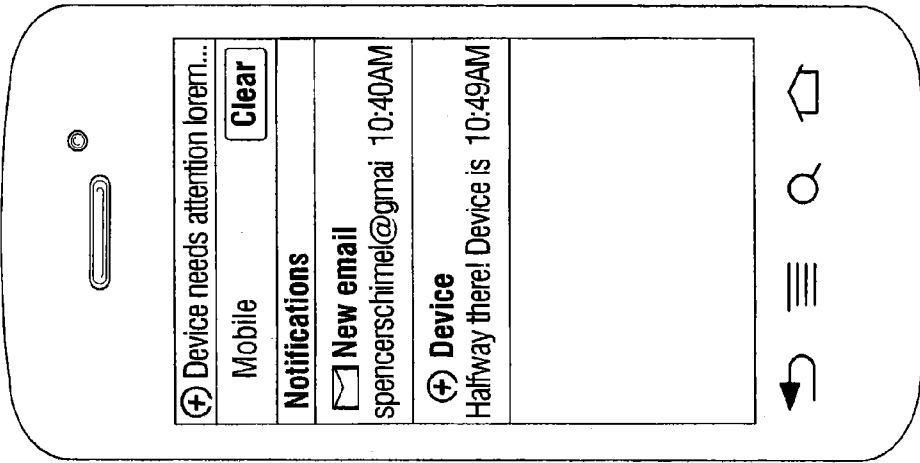 Device needs attention lorem...
Mobile Clear
Notifications
New email
spencerschimel@gmai 10:40AM
Device
Halfway there! Device is 10:49AM